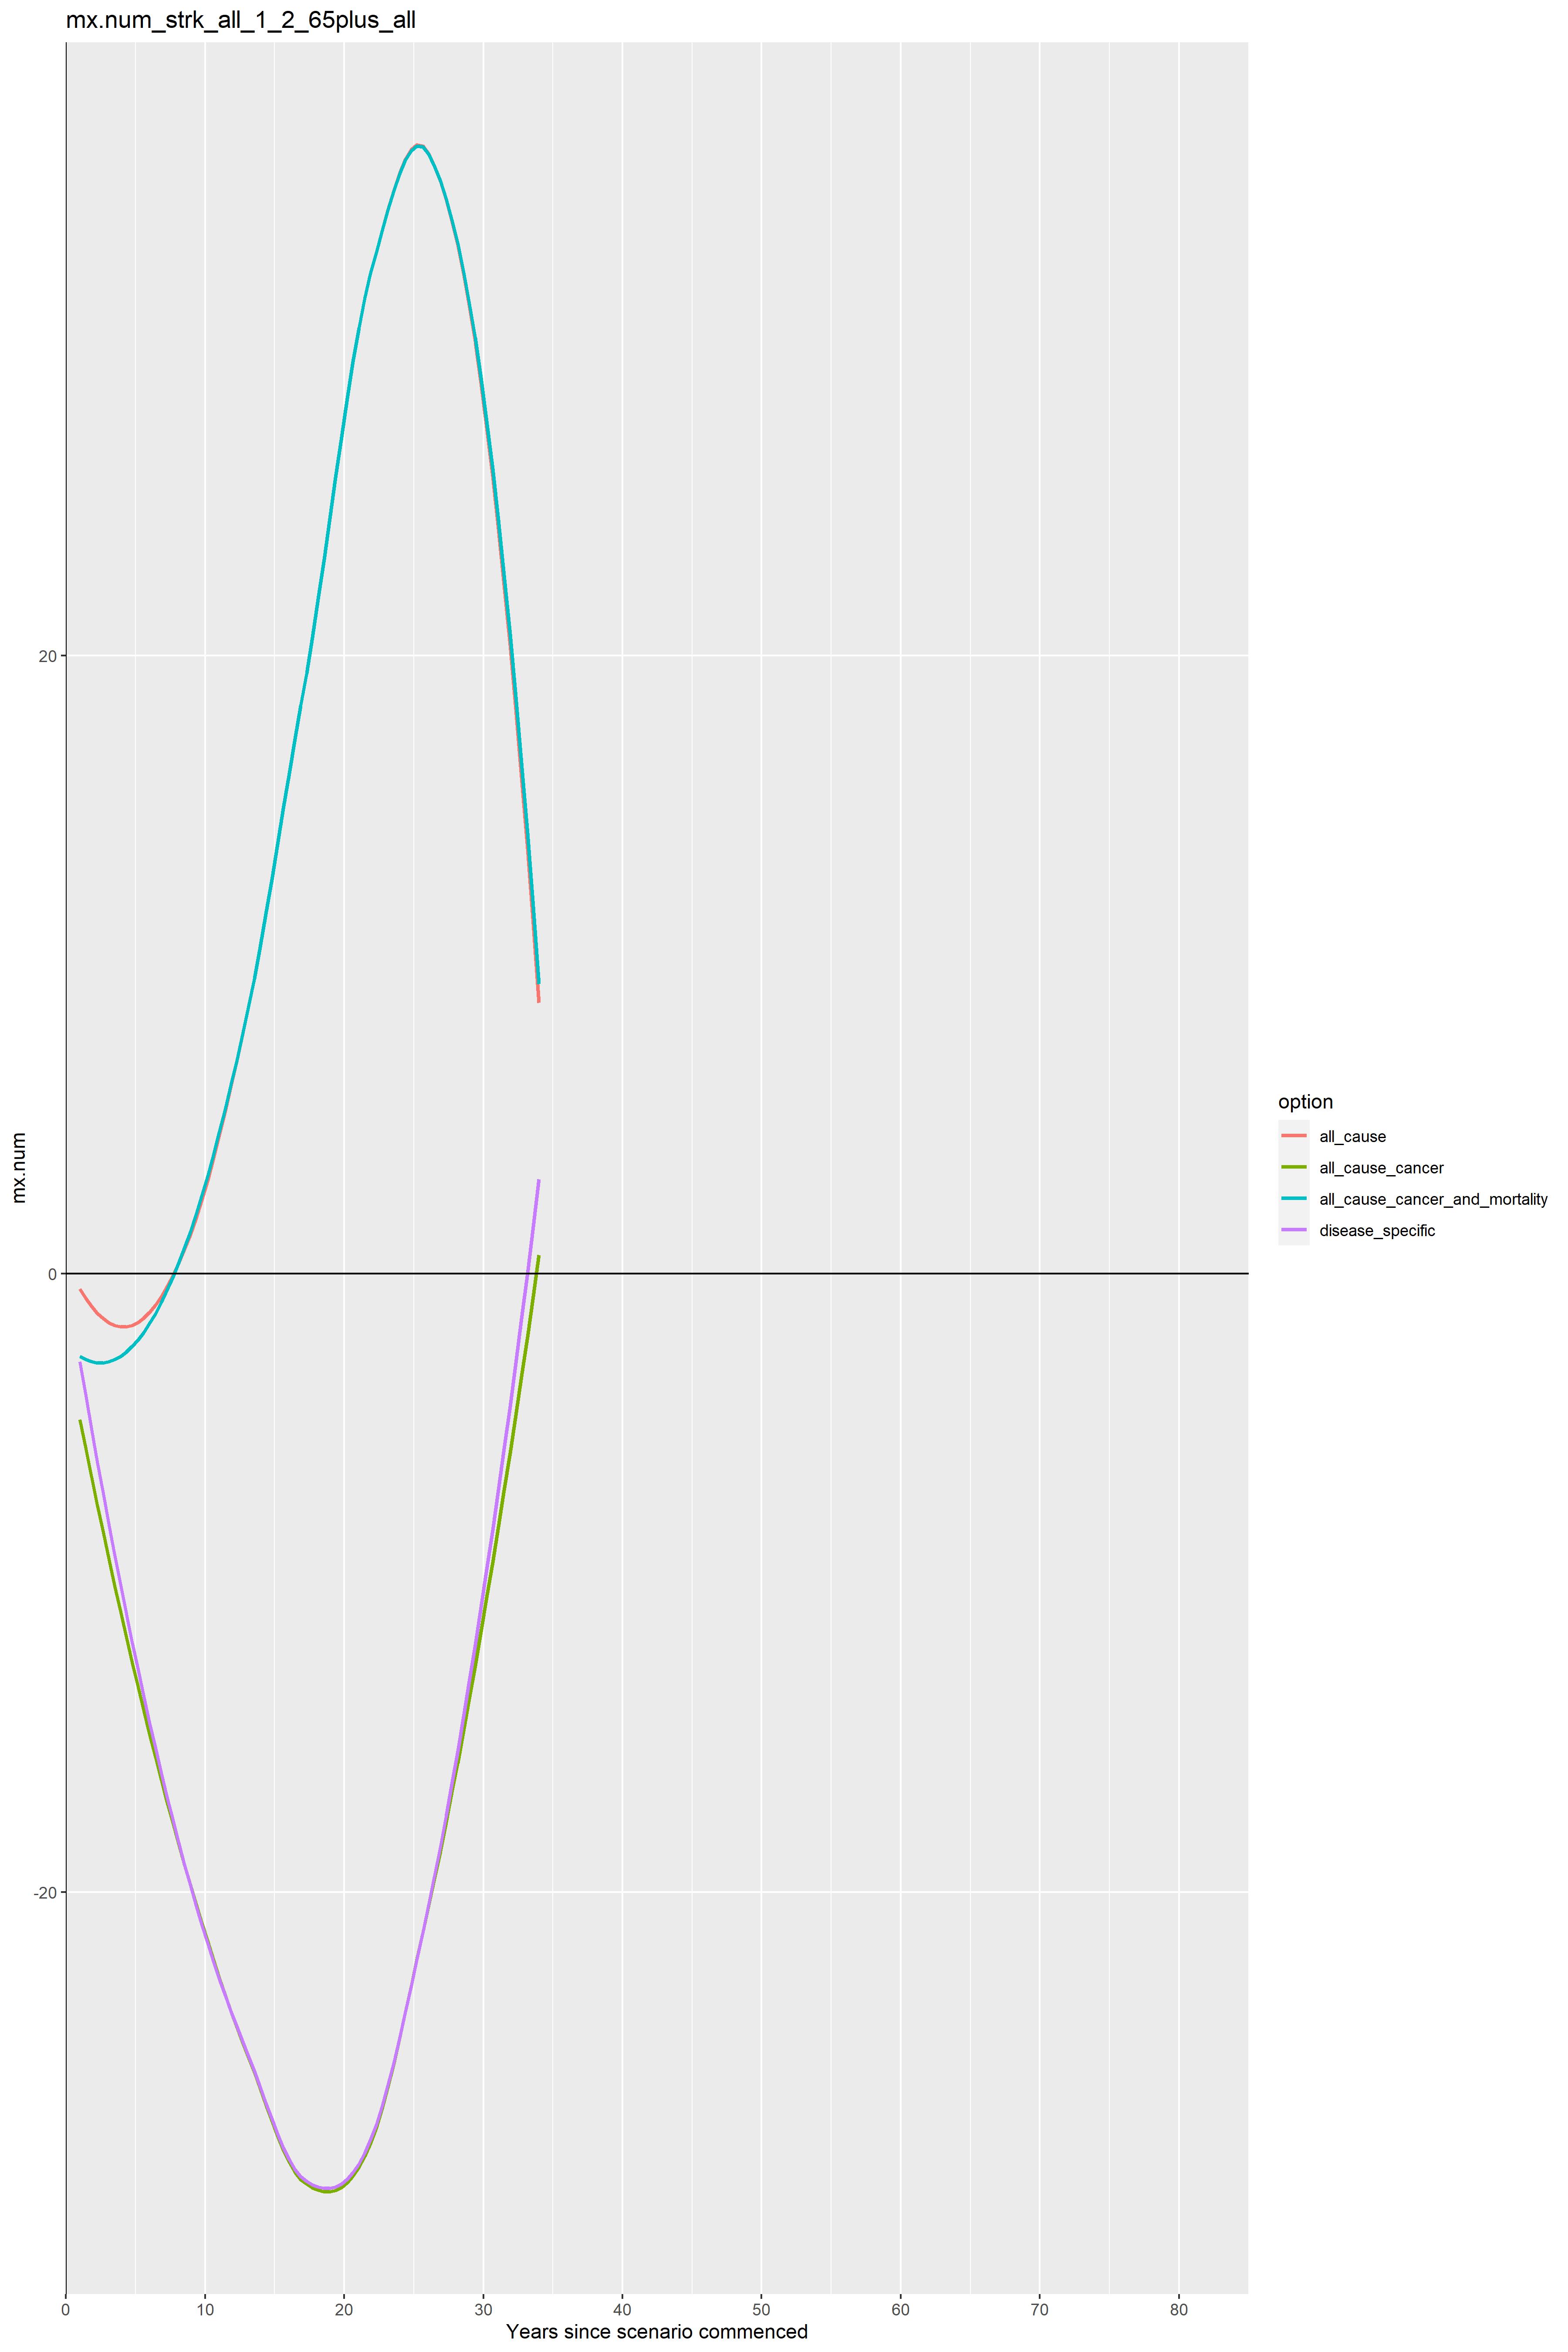 mx.num_strk_all_1_2_65plus_all
mx.num
20
0
-20
0 10 20 30 40 50 60 70 80
Years since scenario commenced
option
all_cause
all_cause_cancer
all_cause_cancer_and_mortality
disease_specific